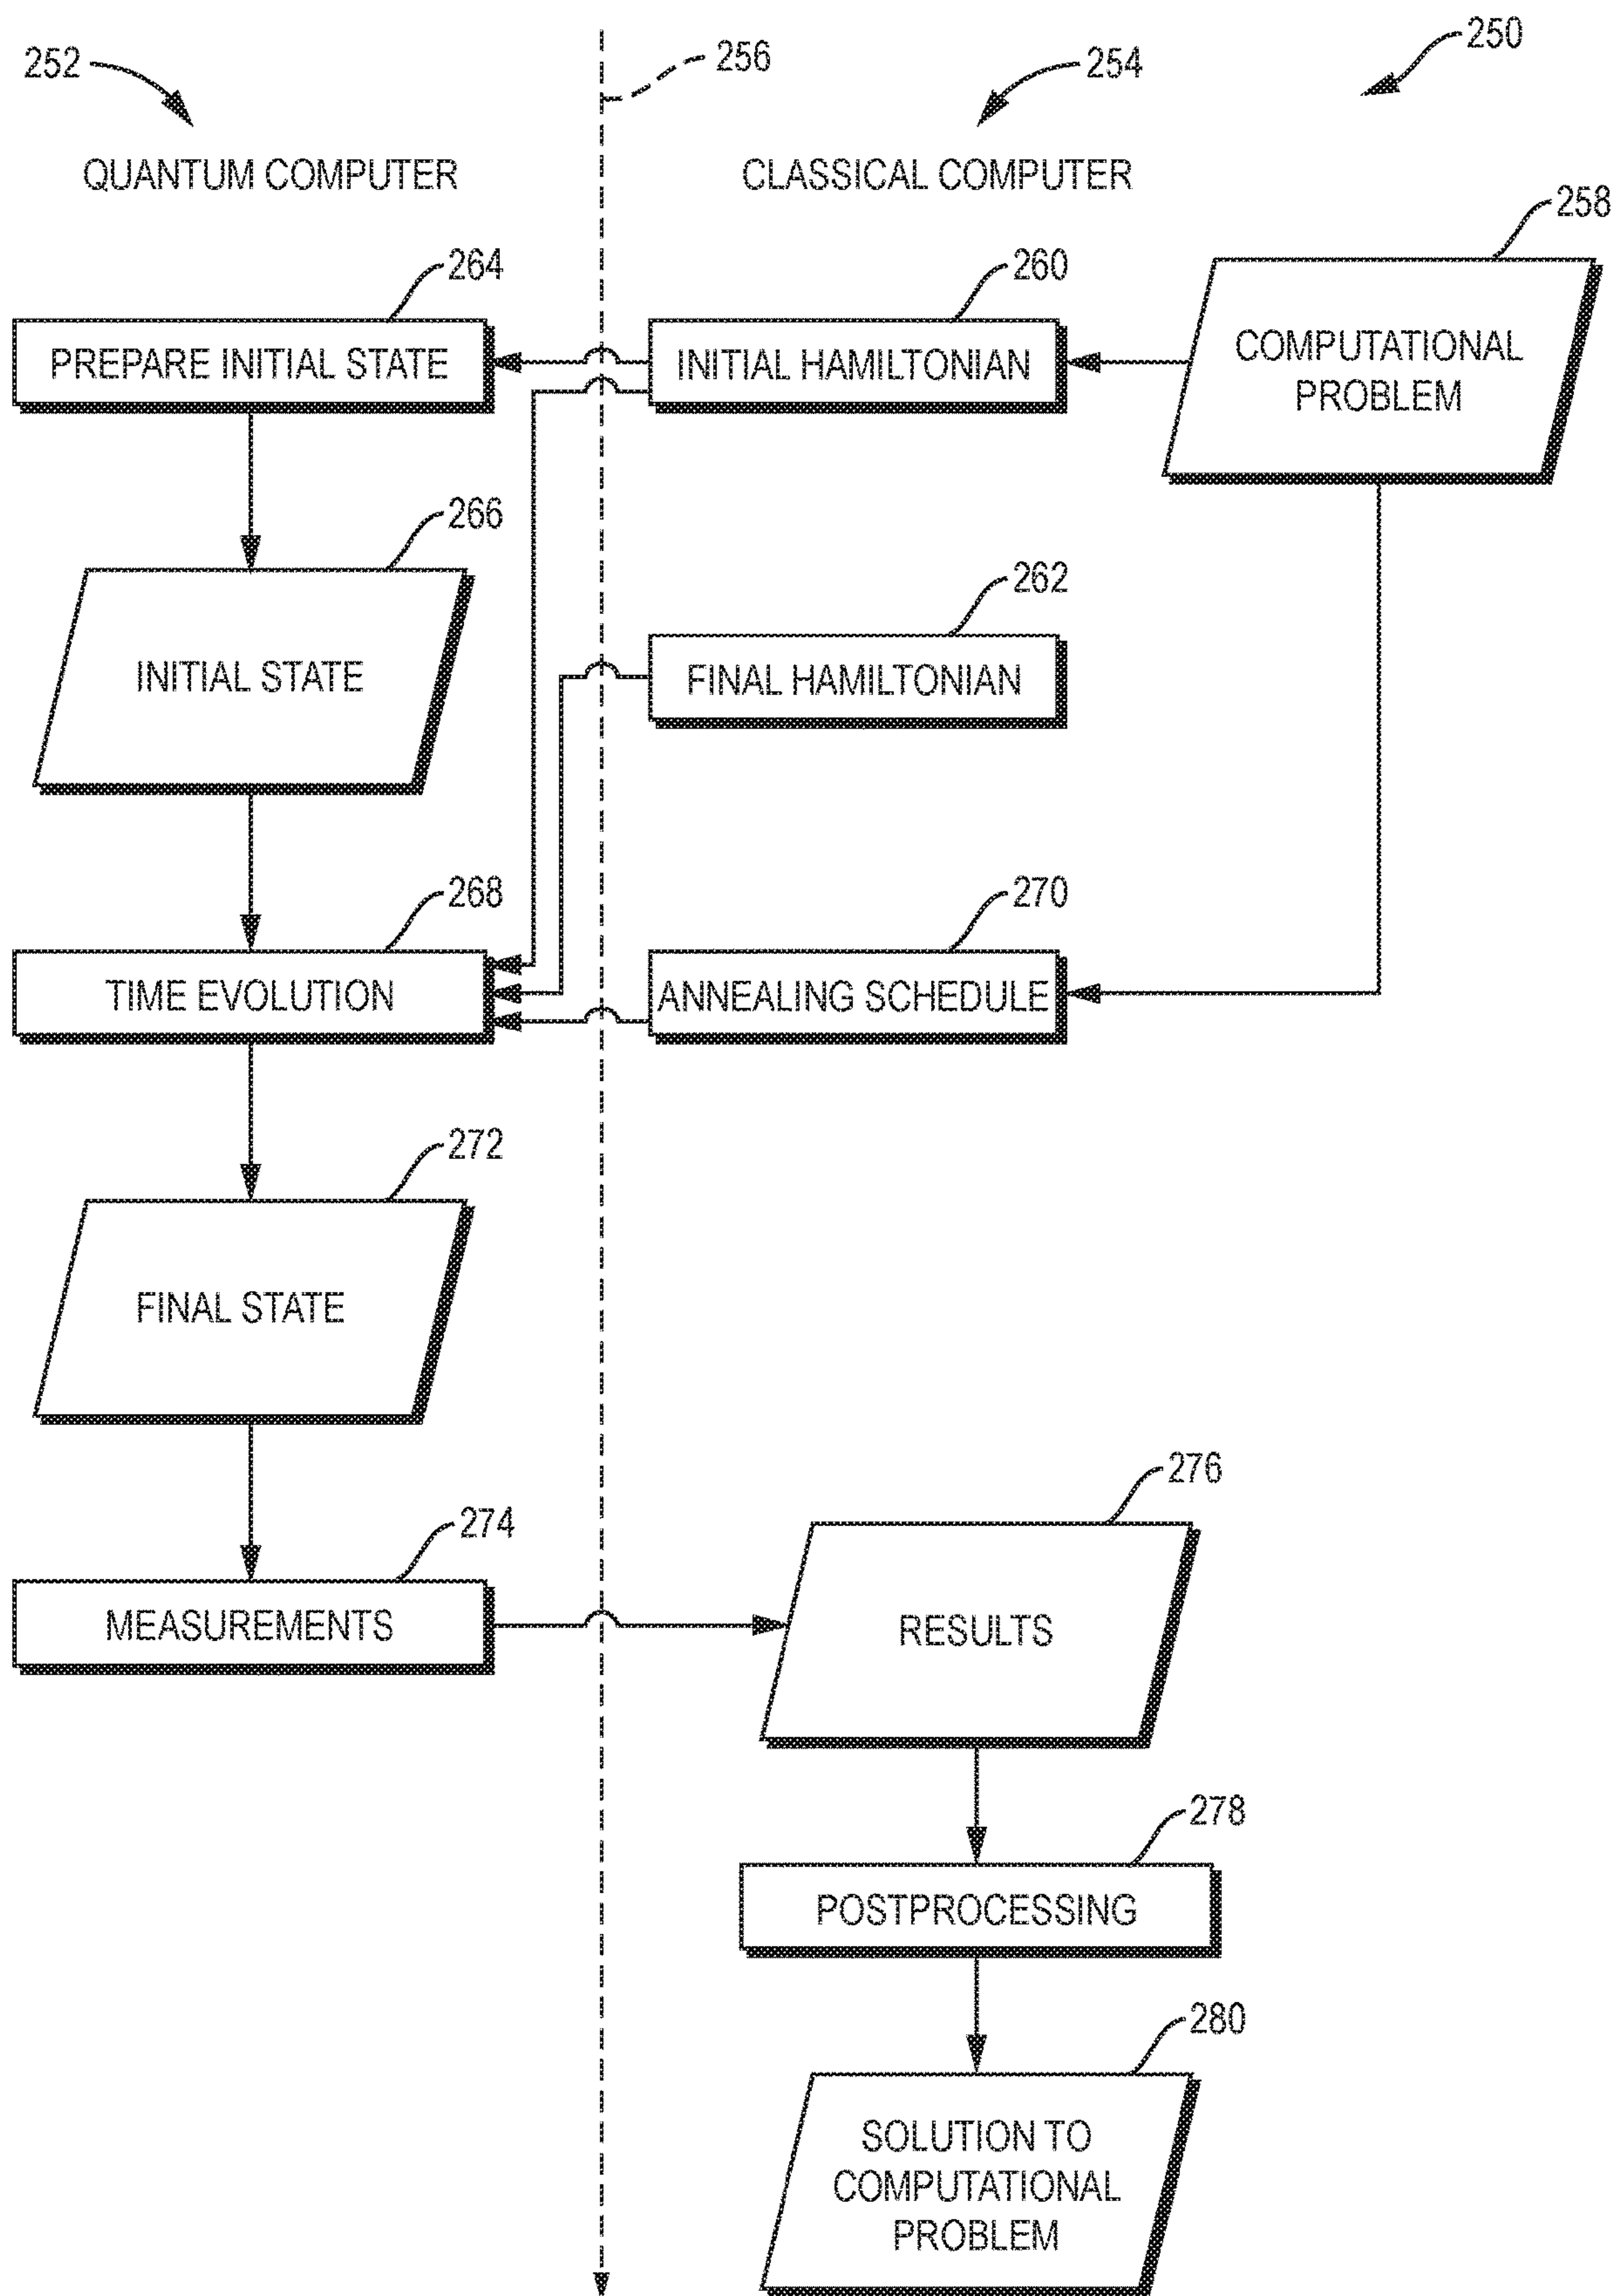 252
256
254
250
QUANTUM COMPUTER
CLASSICAL COMPUTER
258
264
260
PREPARE INITIAL STATE
INITIAL HAMILTONIAN
COMPUTATIONAL
PROBLEM
266
262
INITIAL STATE
FINAL HAMILTONIAN
268
270
TIME EVOLUTION
ANNEALING SCHEDULE
272
FINAL STATE
276
274
MEASUREMENTS
RESULTS
278
POSTPROCESSING
280
SOLUTION TO
COMPUTATIONAL
PROBLEM